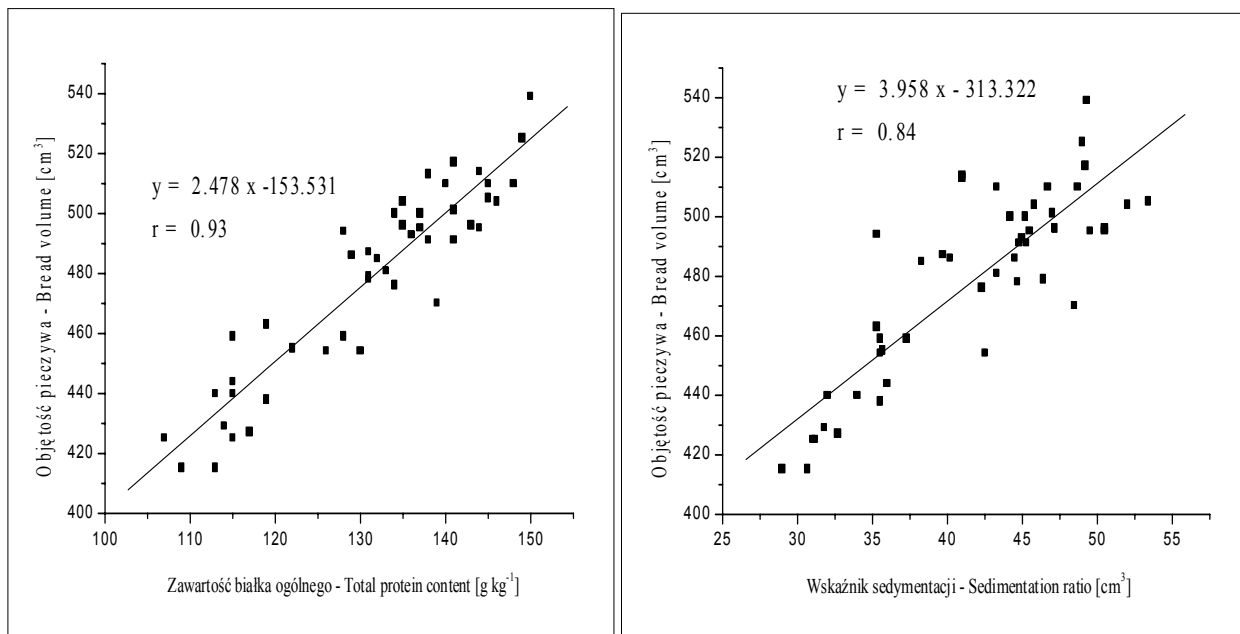 540
520
500
480
460
440
420
400
Objętość pieczywa - Bread volume [cm³]
y = 2.478 x -153.531
r = 0.93
100 110 120 130 140 150
Zawartość białka ogólnego - Total protein content [g kg⁻¹]
540
520
500
480
460
440
420
400
Objętość pieczywa - Bread volume [cm³]
y = 3.958 x - 313.322
r = 0.84
25 30 35 40 45 50 55
Wskaźnik sedymentacji - Sedimentation ratio [cm³]